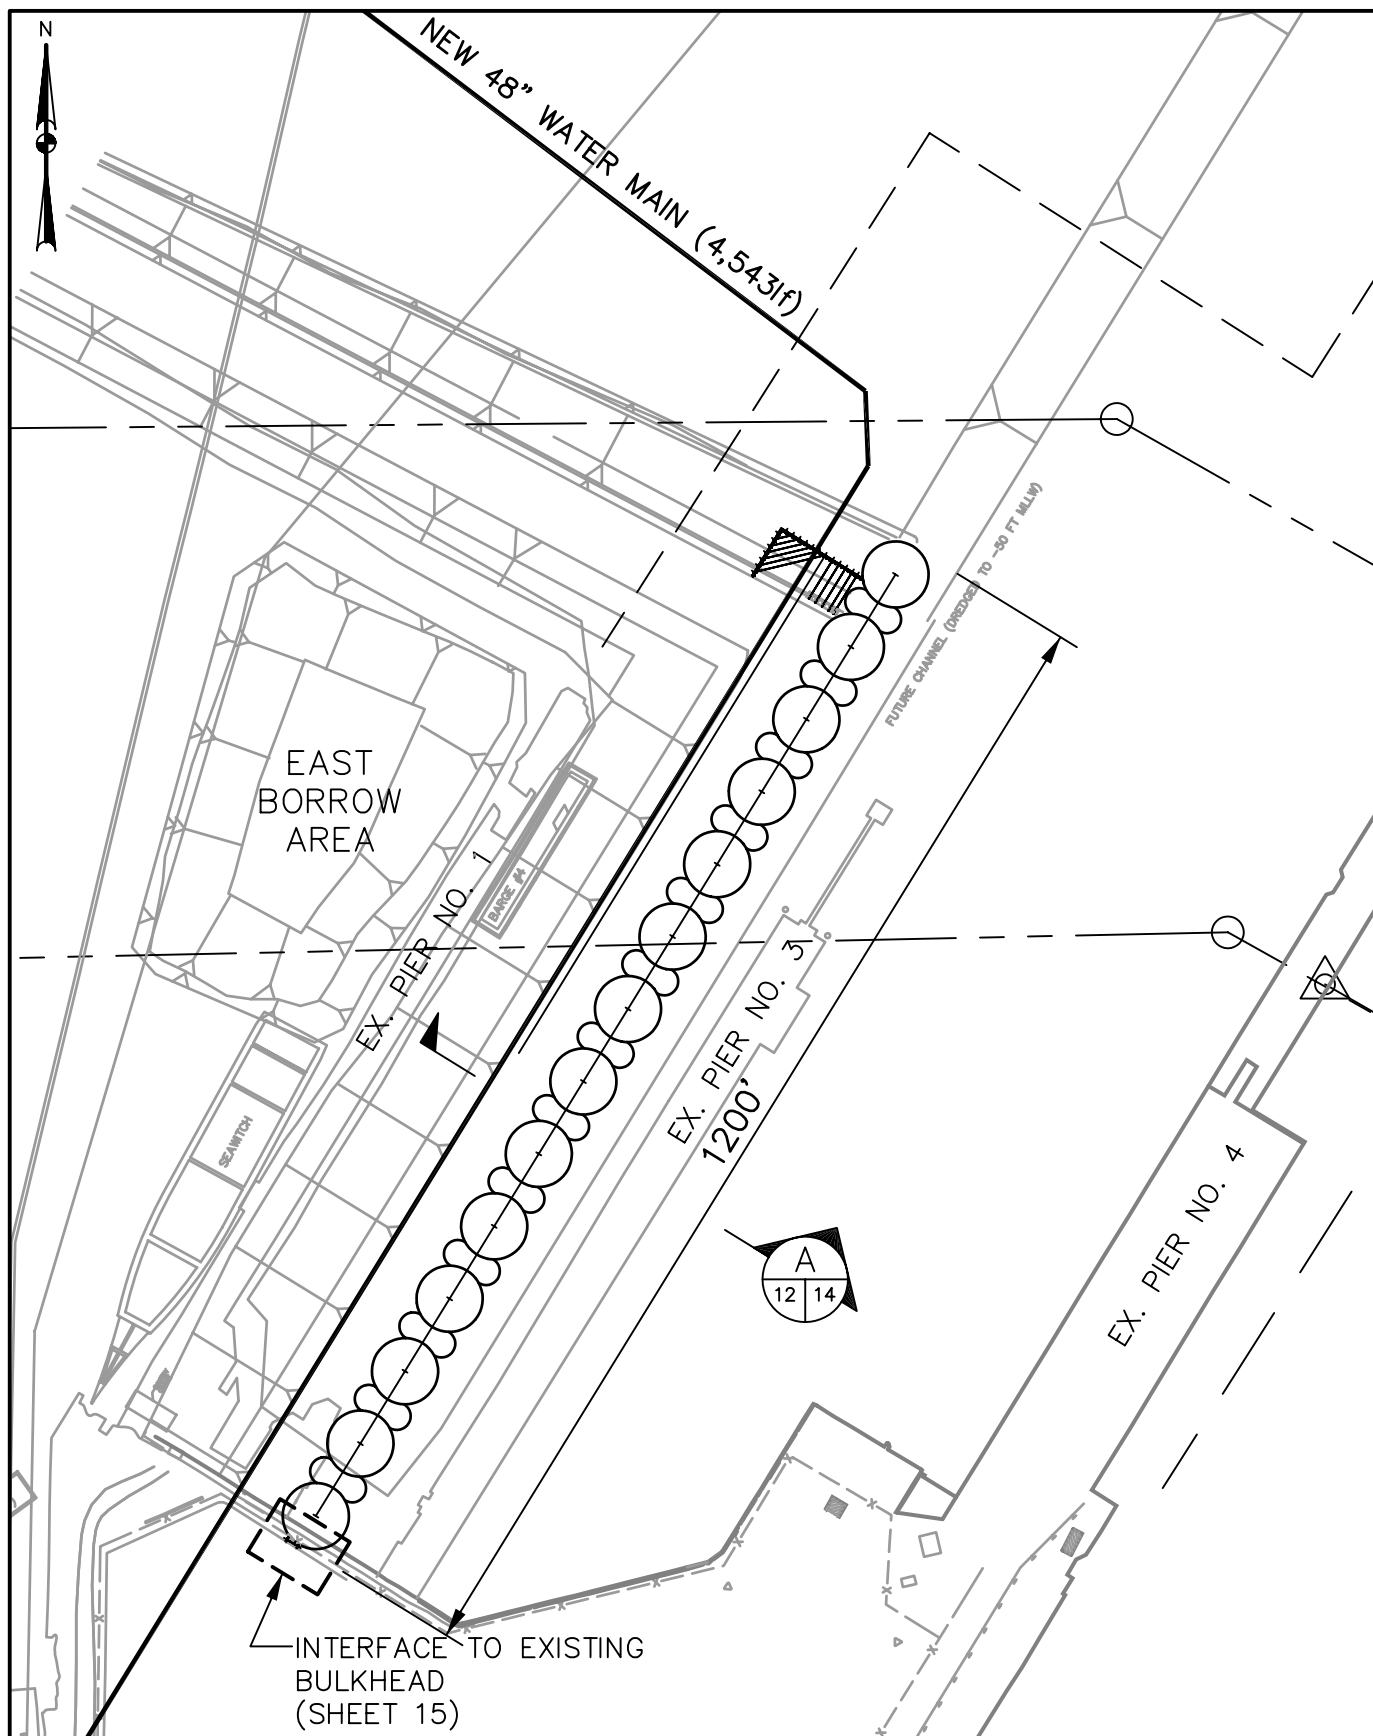 N
NEW 48" WATER MAIN (4,543lf)
FUTURE CHANNEL (DREDGED TO -50 FT MLLW)
EAST
BORROW
AREA
EX. PIER NO. 1
BARGE #4
EX. PIER NO. 3
1200'
SEAWITCH
A
12 14
EX. PIER NO. 4
INTERFACE TO EXISTING
BULKHEAD
(SHEET 15)